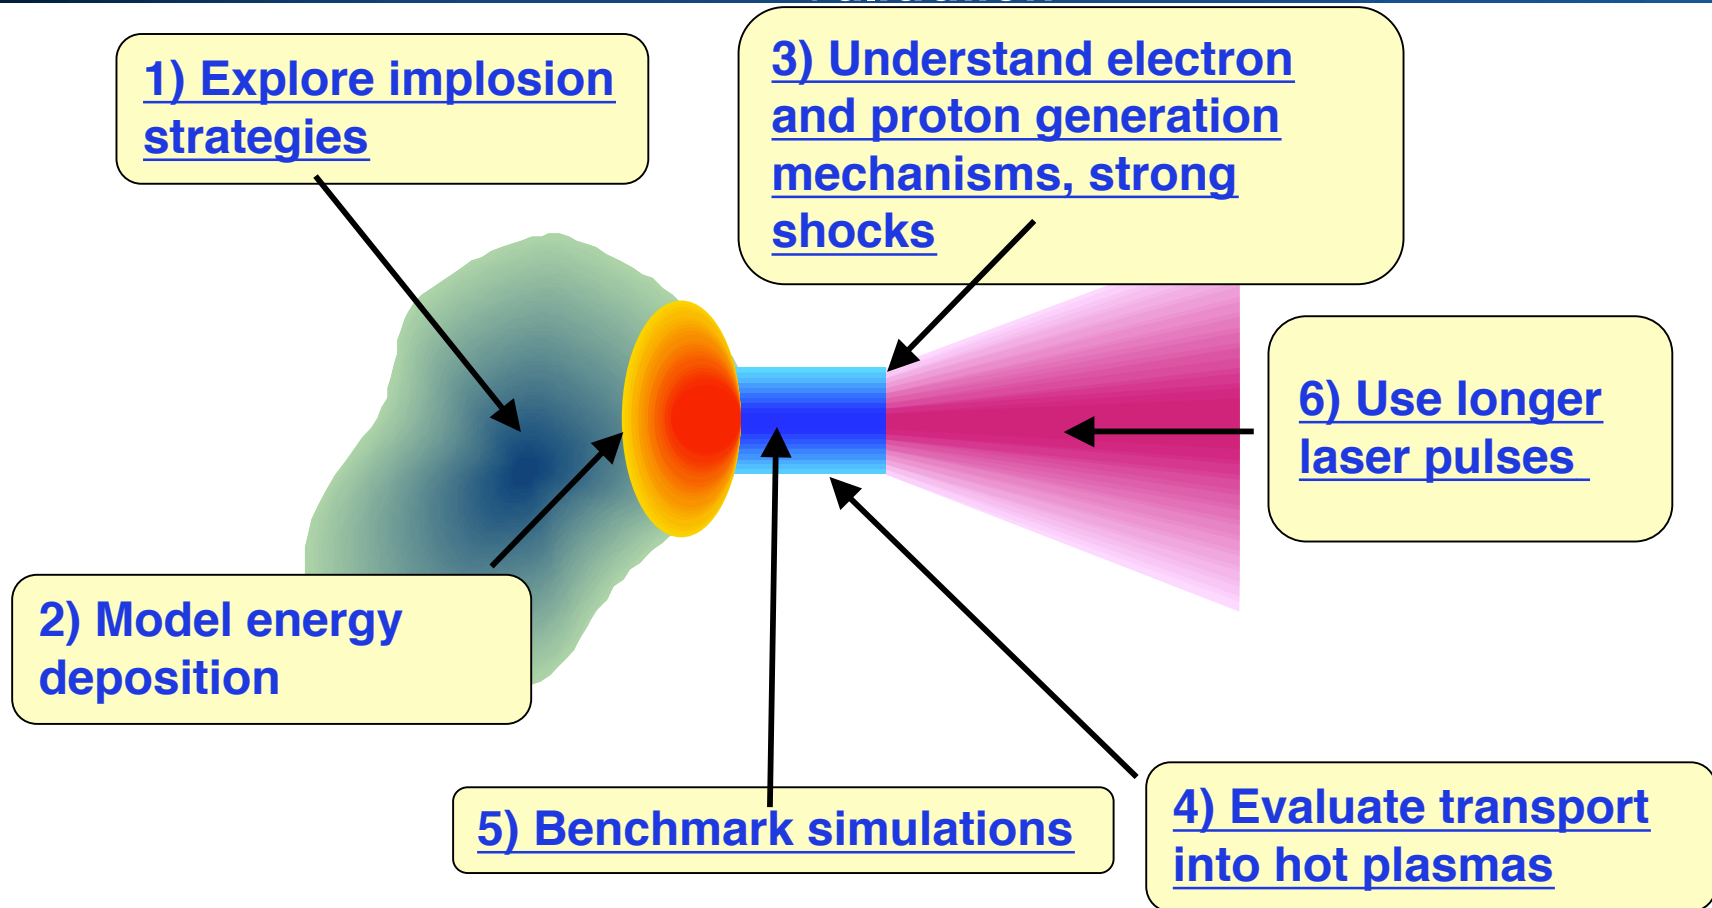 1) Explore implosion
strategies
3) Understand electron
and proton generation
mechanisms, strong
shocks
6) Use longer
laser pulses
2) Model energy
deposition
5) Benchmark simulations
4) Evaluate transport
into hot plasmas